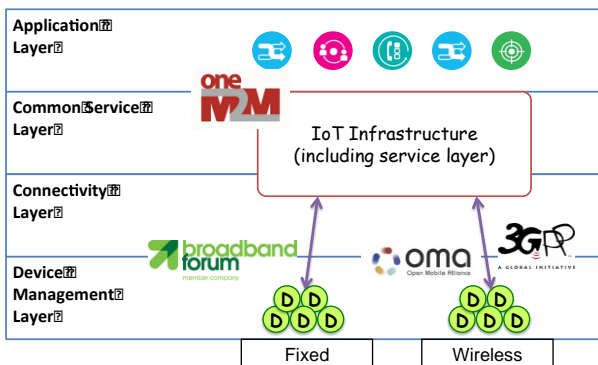 Application
Layer
one
M2M
Common Service
Layer
IoT Infrastructure
(including service layer)
Connectivity
Layer
broadband
forum
member company
oma
Open Mobile Alliance
3GPP
A GLOBAL INITIATIVE
Device
Management
Layer
D D
D D D
D D
D D D
Fixed
Wireless